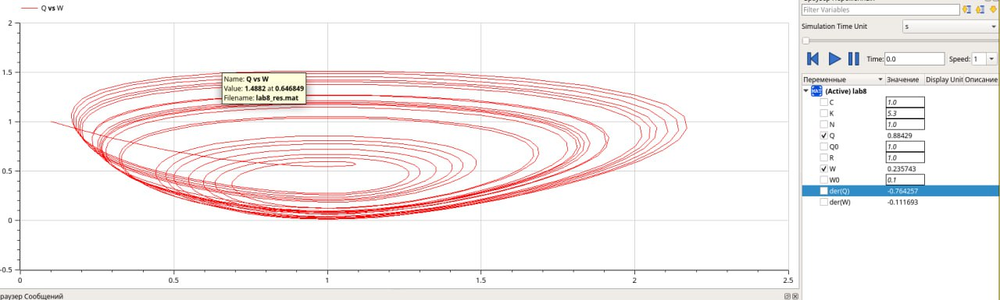 Q vs W
2
1.5
1
0.5
0
-0.5
0
0.5
1
1.5
2
2.5
Name: Q vs W
Value: 1.4882 at 0.646849
Filename: lab8_res.mat
Filter Variables
Simulation Time Unit s
Time: 0.0 Speed: 1
Переменные Значение Display Unit Описание
MAT (Active) lab8
C 1.0
K 5.3
N 1.0
Q 0.88429
Q0 1.0
R 1.0
W 0.235743
W0 0.1
der(Q) -0.764257
der(W) -0.111693
раузер Сообщений